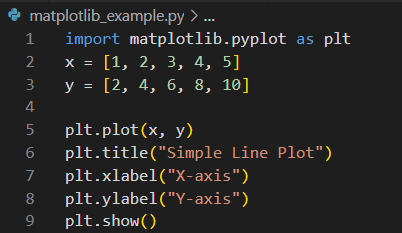 matplotlib_example.py > ...
1 import matplotlib.pyplot as plt
2 x = [1, 2, 3, 4, 5]
3 y = [2, 4, 6, 8, 10]
4
5 plt.plot(x, y)
6 plt.title("Simple Line Plot")
7 plt.xlabel("X-axis")
8 plt.ylabel("Y-axis")
9 plt.show()